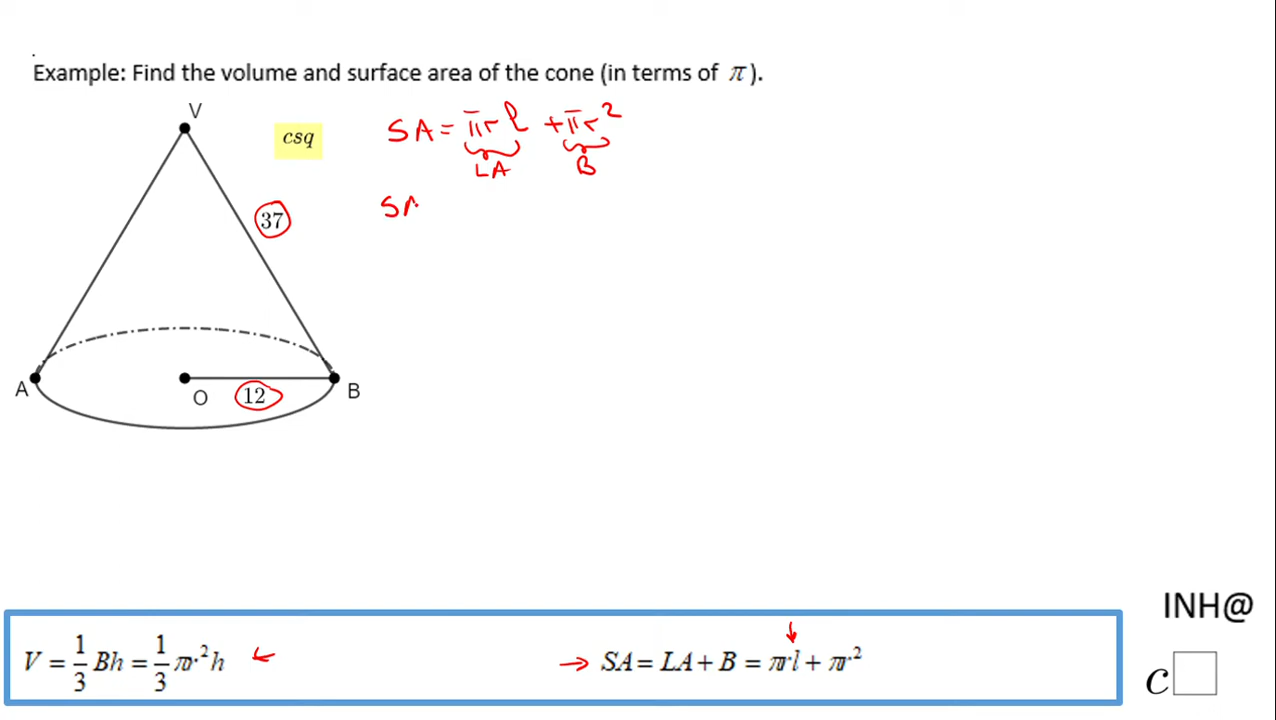 Example: Find the volume and surface area of the cone (in terms of π).
V
csq
SA = πrl + πr²
LA B
37
SA
A O 12 B
INH@
V = 1/3 Bh = 1/3 πr²h ←
→ SA = LA + B = πrl + πr²
c